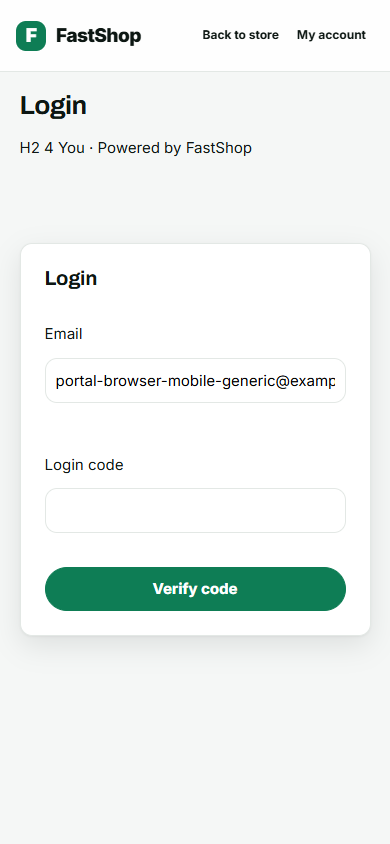 F FastShop Back to store My account
Login
H2 4 You · Powered by FastShop
Login
Email
portal-browser-mobile-generic@examp
Login code
Verify code